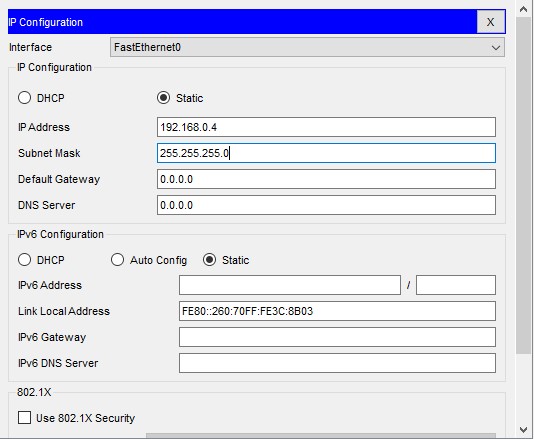 IP Configuration X
Interface FastEthernet0
IP Configuration
DHCP Static
IP Address 192.168.0.4
Subnet Mask 255.255.255.0
Default Gateway 0.0.0.0
DNS Server 0.0.0.0
IPv6 Configuration
DHCP Auto Config Static
IPv6 Address /
Link Local Address FE80::260:70FF:FE3C:8B03
IPv6 Gateway
IPv6 DNS Server
802.1X
Use 802.1X Security